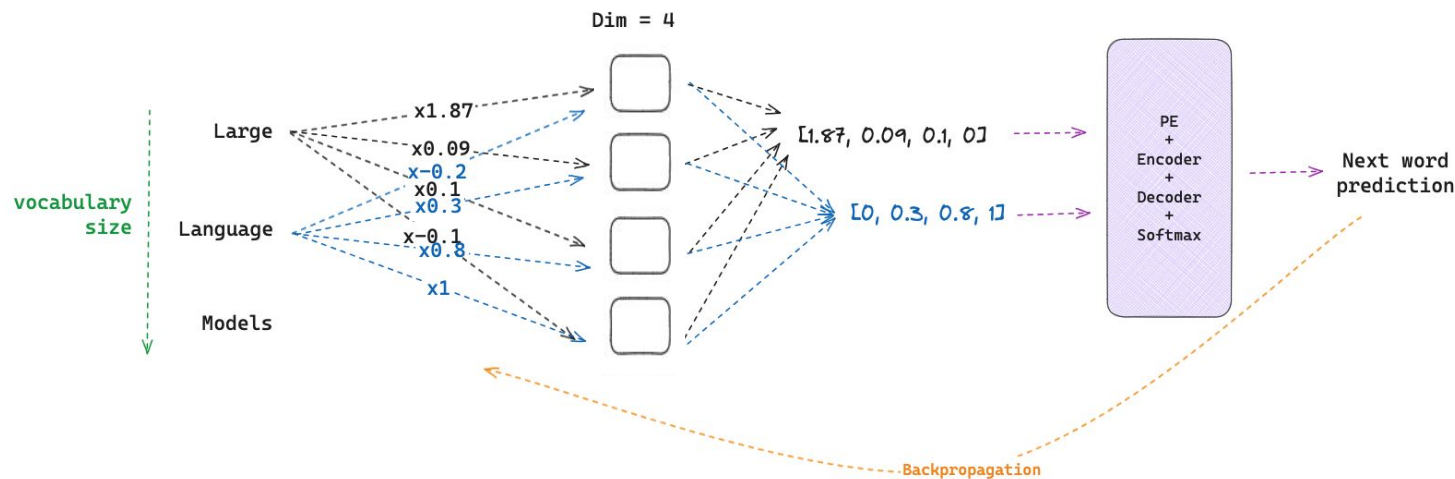 Dim = 4
vocabulary
size
Large
Language
Models
x1.87
x0.09
x-0.2
x0.1
x0.3
x-0.1
x0.8
x1
[1.87, 0.09, 0.1, 0]
[0, 0.3, 0.8, 1]
PE
+
Encoder
+
Decoder
+
Softmax
Next word
prediction
Backpropagation